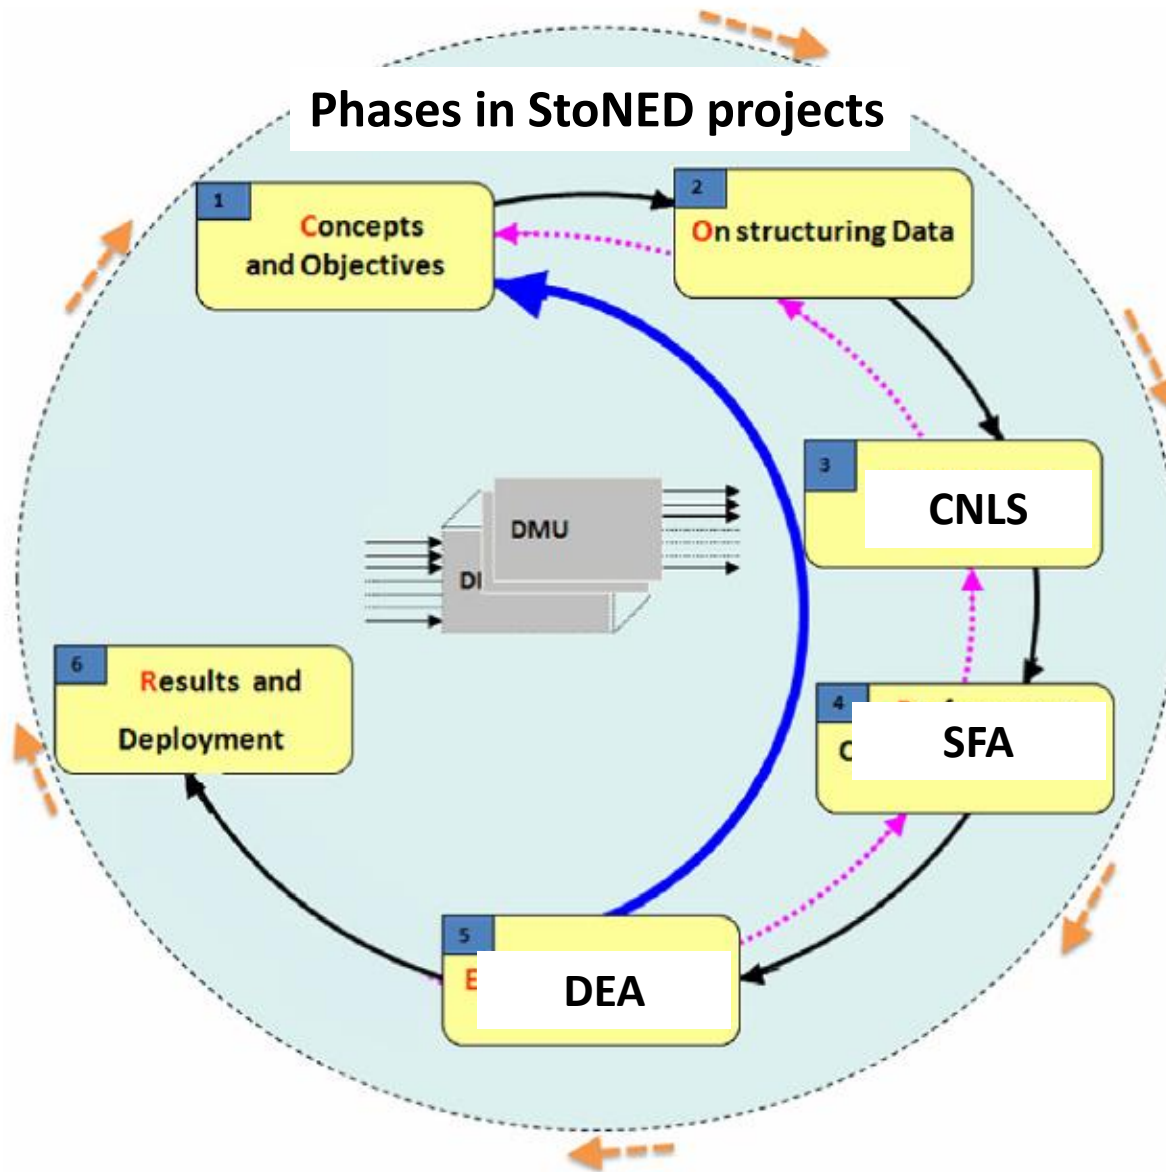 Phases in StoNED projects
1
Concepts
and Objectives
2
On structuring Data
3
CNLS
4
SFA
5
DEA
6
Results and
Deployment
DMU